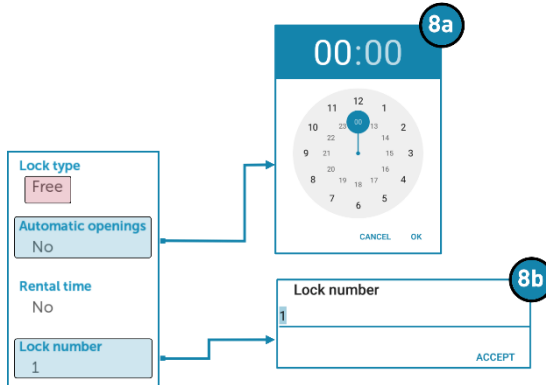 8a
00:00
12
11
1
00
23
13
10
2
22
14
9
21
15
3
20
16
8
19
18
17
4
7
6
5
CANCEL OK
Lock type
Free
Automatic openings
No
Rental time
No
Lock number
1
8b
Lock number
1
ACCEPT